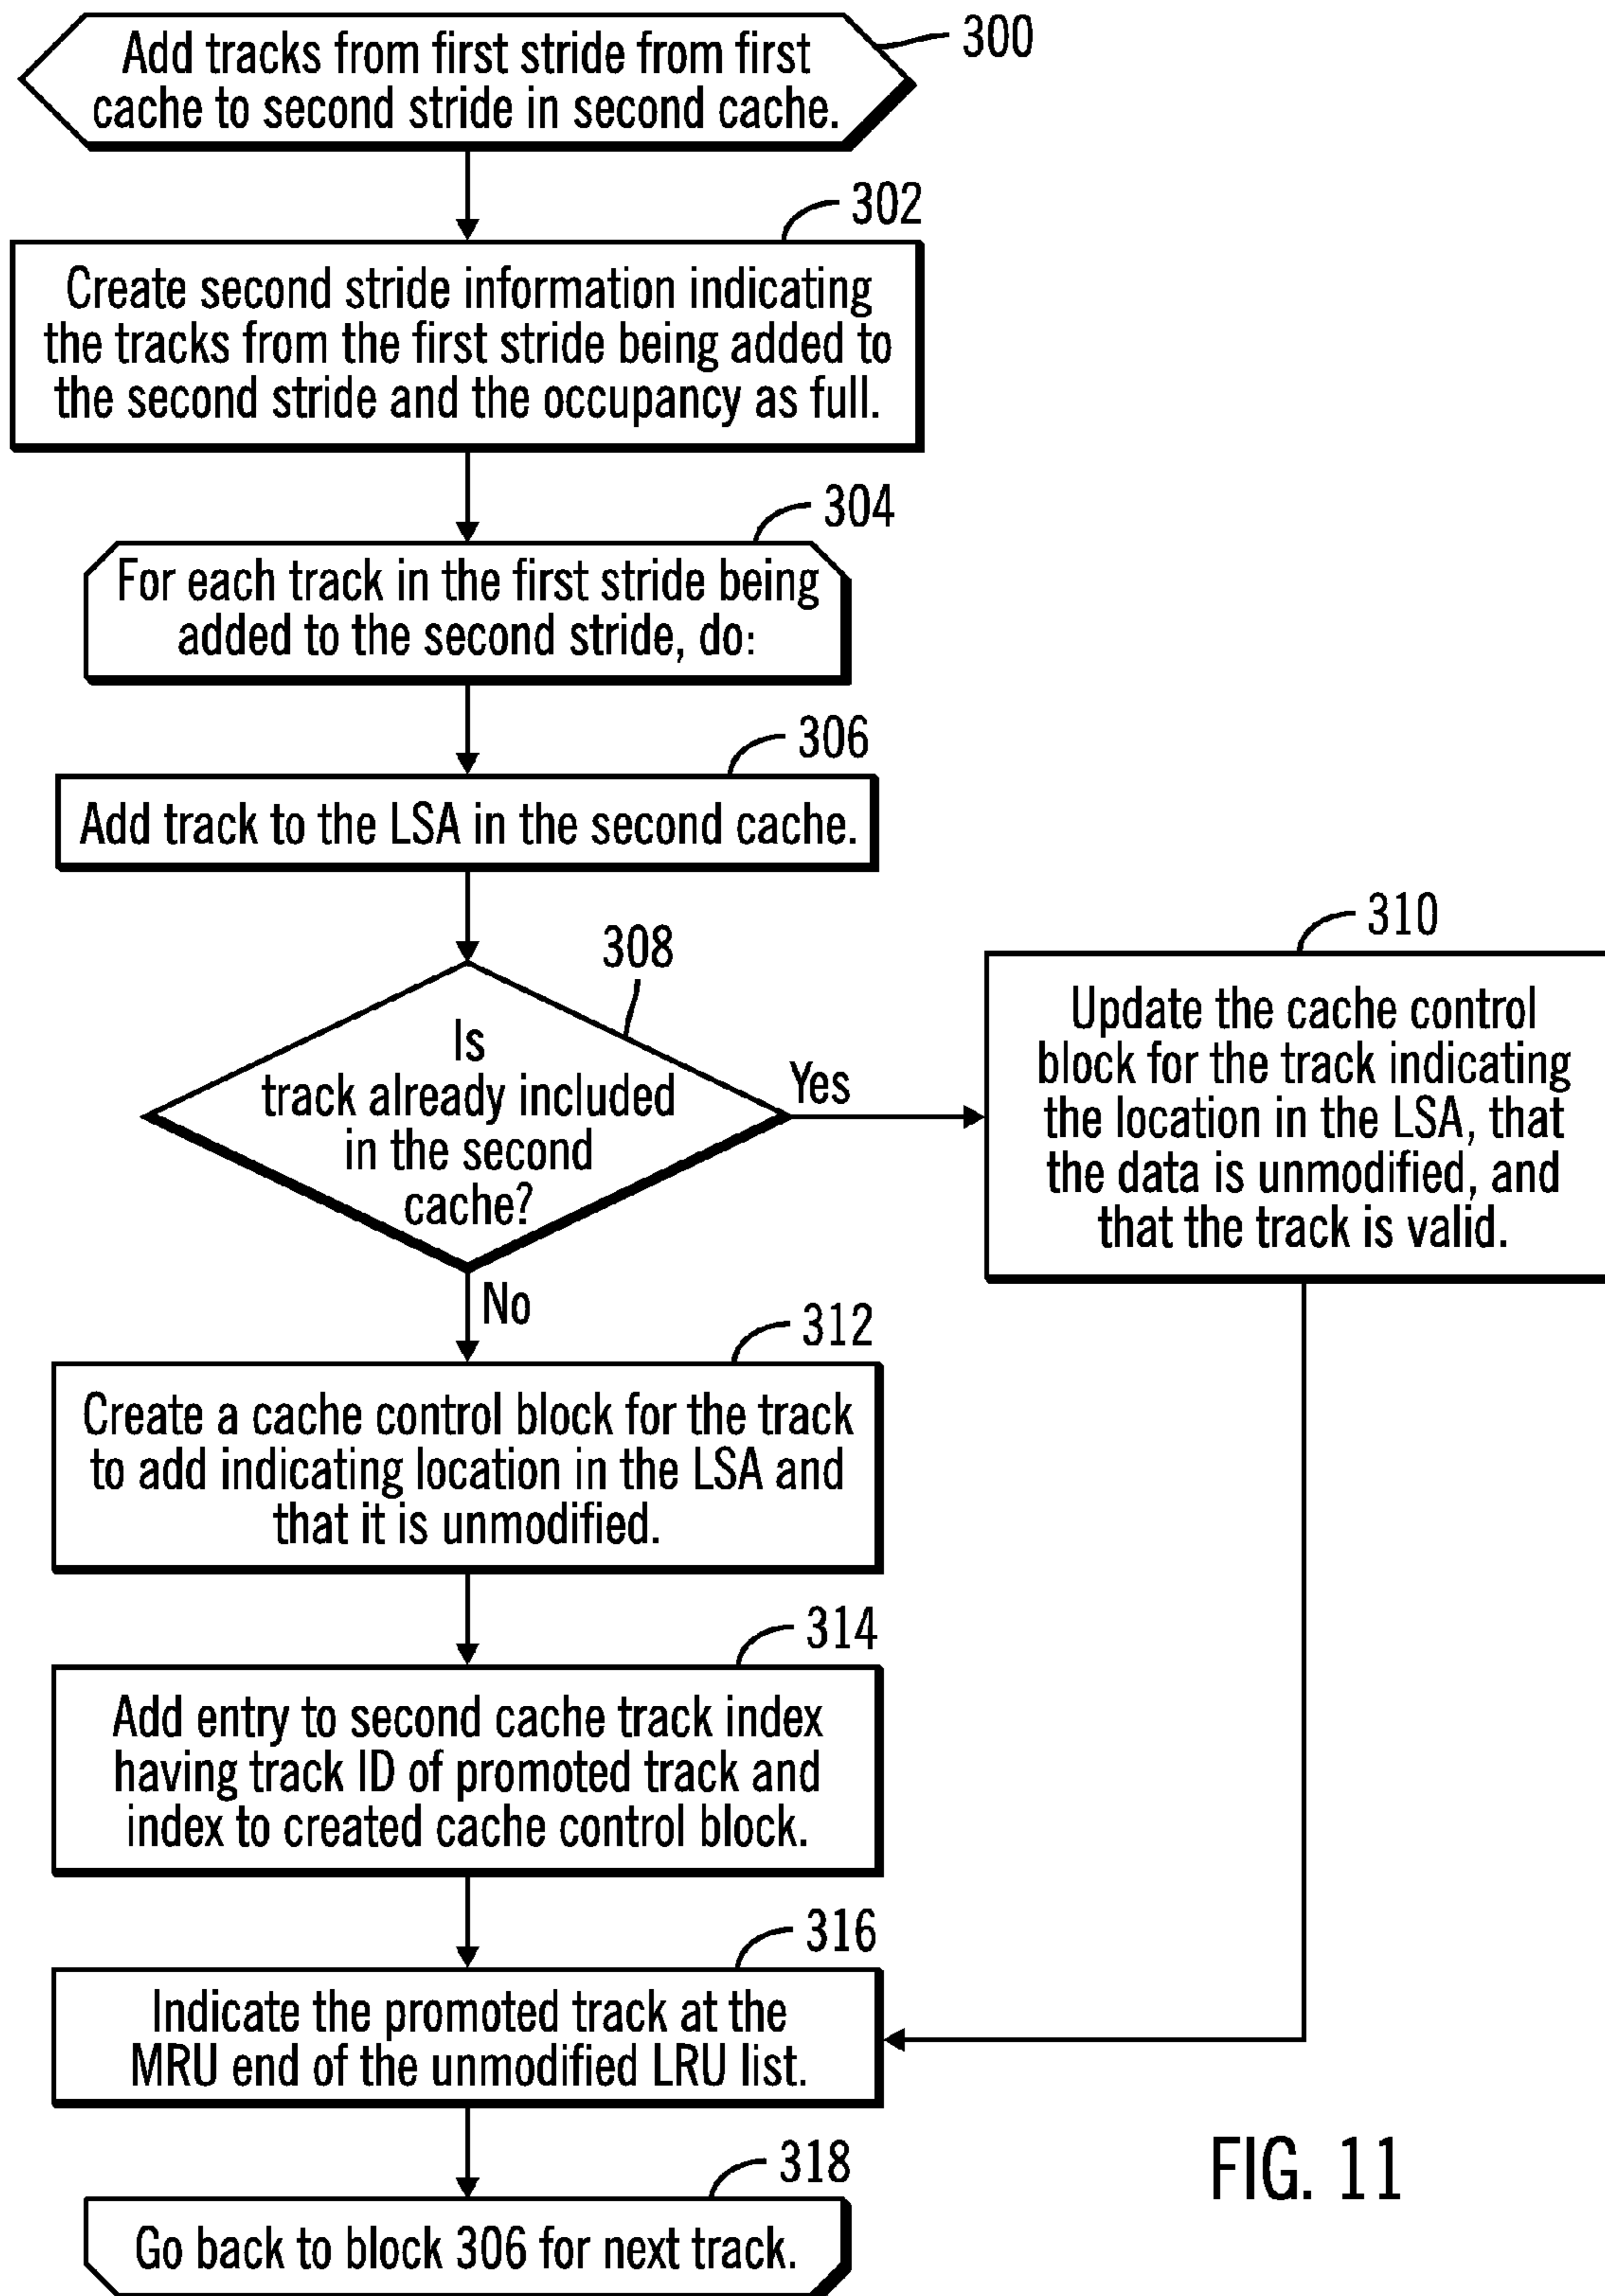 Add tracks from first stride from first
cache to second stride in second cache.
300
302
Create second stride information indicating
the tracks from the first stride being added to
the second stride and the occupancy as full.
304
For each track in the first stride being
added to the second stride, do:
306
Add track to the LSA in the second cache.
308
Is
track already included
in the second
cache?
Yes
310
Update the cache control
block for the track indicating
the location in the LSA, that
the data is unmodified, and
that the track is valid.
No
312
Create a cache control block for the track
to add indicating location in the LSA and
that it is unmodified.
314
Add entry to second cache track index
having track ID of promoted track and
index to created cache control block.
316
Indicate the promoted track at the
MRU end of the unmodified LRU list.
318
Go back to block 306 for next track.
FIG. 11